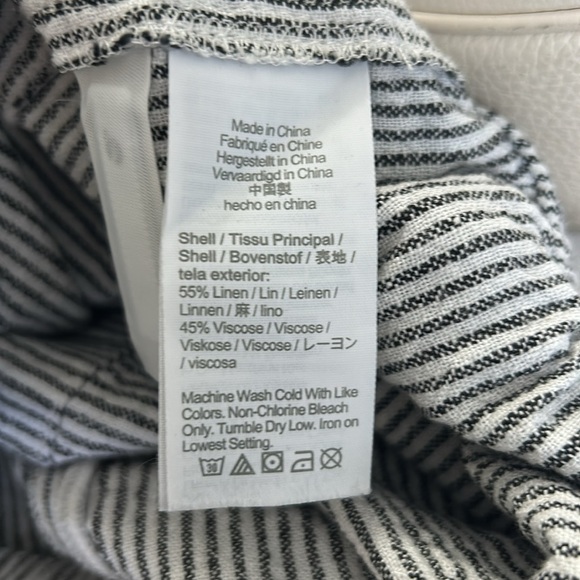 Made in China
Fabriqué en Chine
Hergestellt in China
Vervaardigd in China
中国製
hecho en china
Shell / Tissu Principal /
Shell / Bovenstof / 表地 /
tela exterior:
55% Linen / Lin / Leinen /
Linnen / 麻 / lino
45% Viscose / Viscose /
Viskose / Viscose / レーヨン
/ viscosa
Machine Wash Cold With Like
Colors. Non-Chlorine Bleach
Only. Tumble Dry Low. Iron on
Lowest Setting.
30